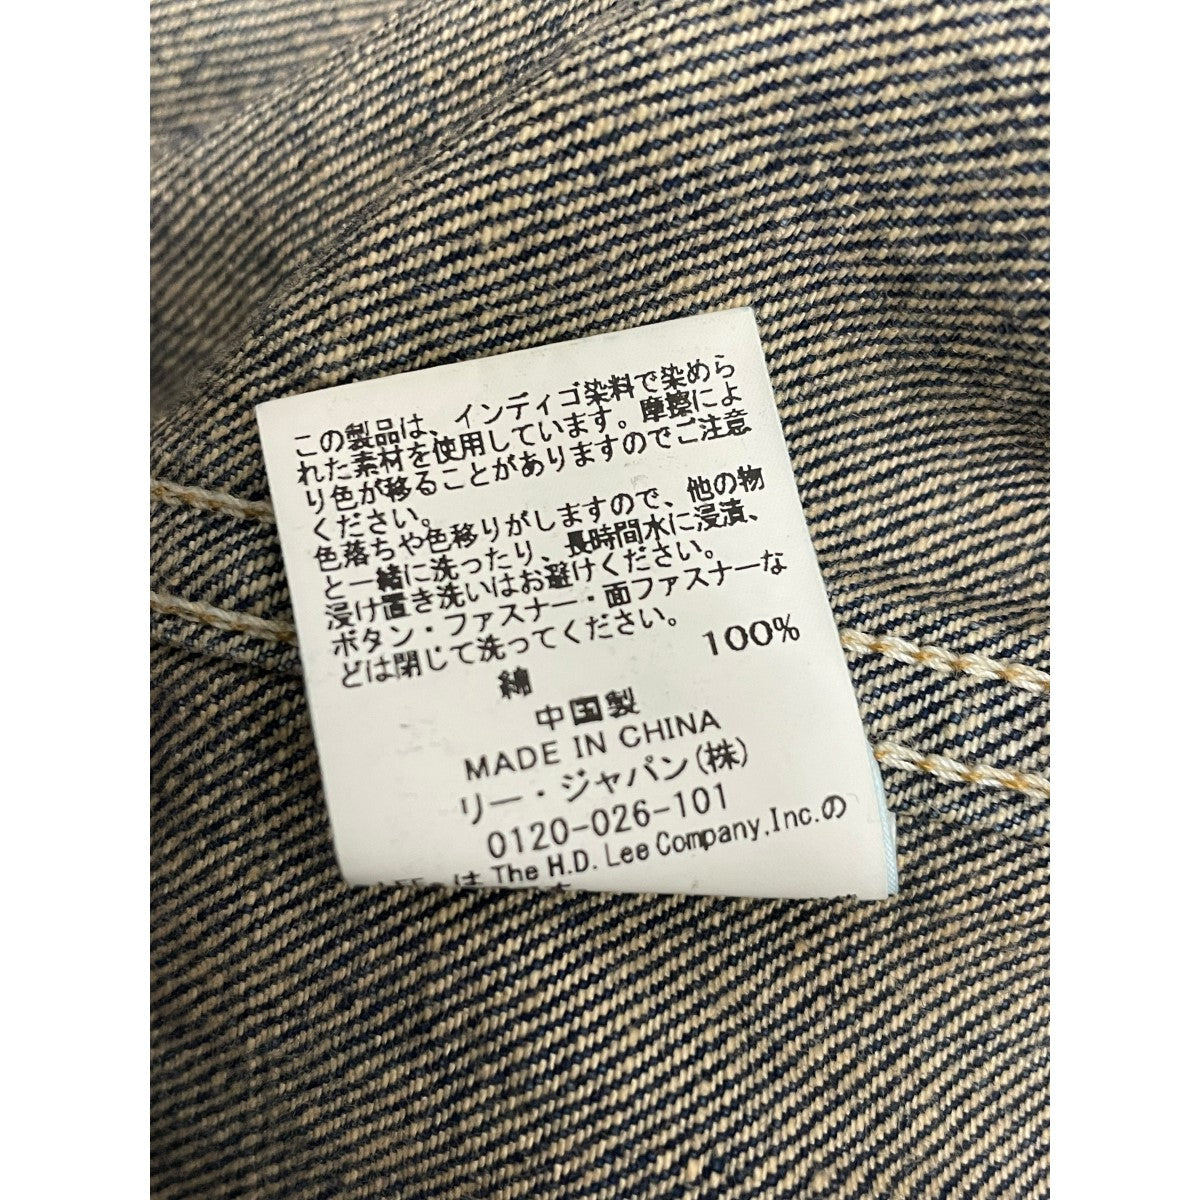 この製品は、インディゴ染料で染めら
れた素材を使用しています。摩擦によ
り色が移ることがありますのでご注意
ください。
色落ちや色移りがしますので、他の物
と一緒に洗ったり、長時間水に浸漬、
浸け置き洗いはお避けください。
ボタン・ファスナー・面ファスナーな
どは閉じて洗ってください。
綿 100%
中国製
MADE IN CHINA
リー・ジャパン(株)
0120-026-101
は The H.D. Lee Company,Inc.の